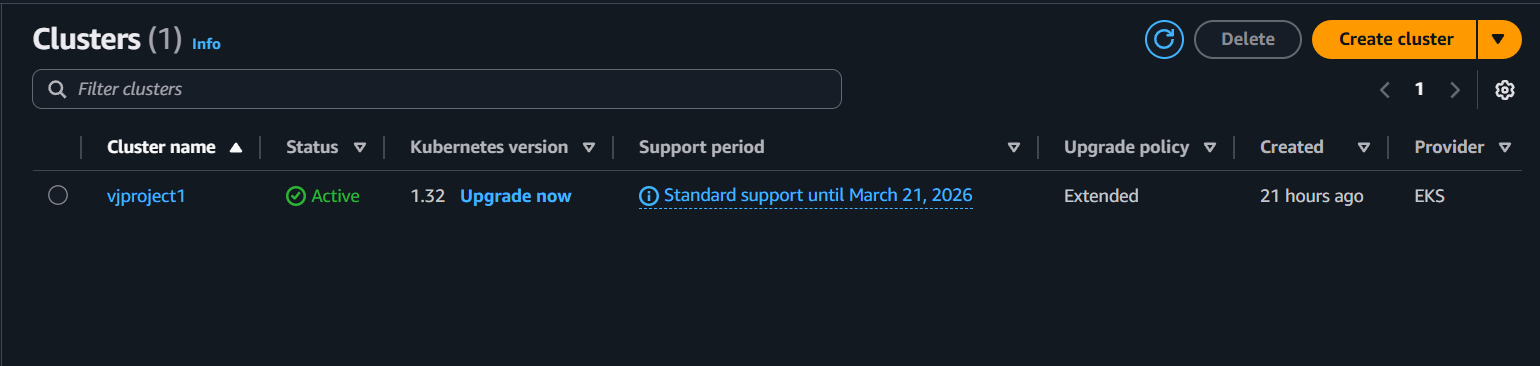 Clusters (1) Info
Delete
Create cluster
Filter clusters
1
Cluster name Status Kubernetes version Support period Upgrade policy Created Provider
vjproject1 Active 1.32 Upgrade now Standard support until March 21, 2026 Extended 21 hours ago EKS